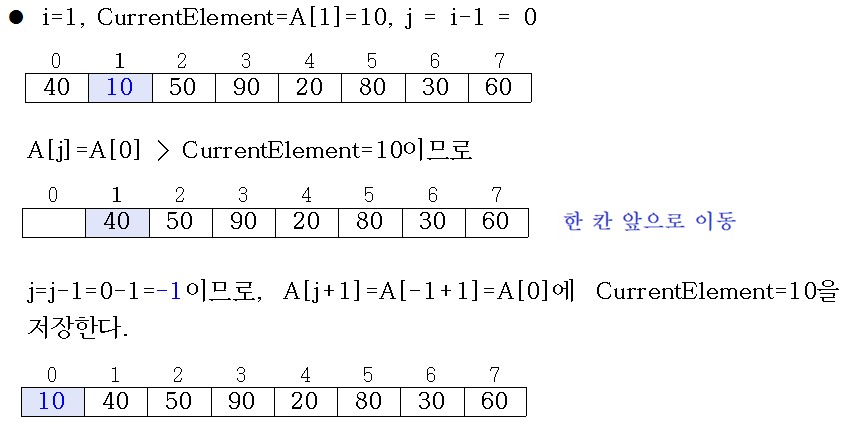 ● i=1, CurrentElement=A[1]=10, j = i-1 = 0
0 1 2 3 4 5 6 7
40 10 50 90 20 80 30 60
A[j]=A[0] > CurrentElement=10이므로
0 1 2 3 4 5 6 7
40 50 90 20 80 30 60 한 칸 앞으로 이동
j=j-1=0-1=-1이므로, A[j+1]=A[-1+1]=A[0]에 CurrentElement=10을
저장한다.
0 1 2 3 4 5 6 7
10 40 50 90 20 80 30 60